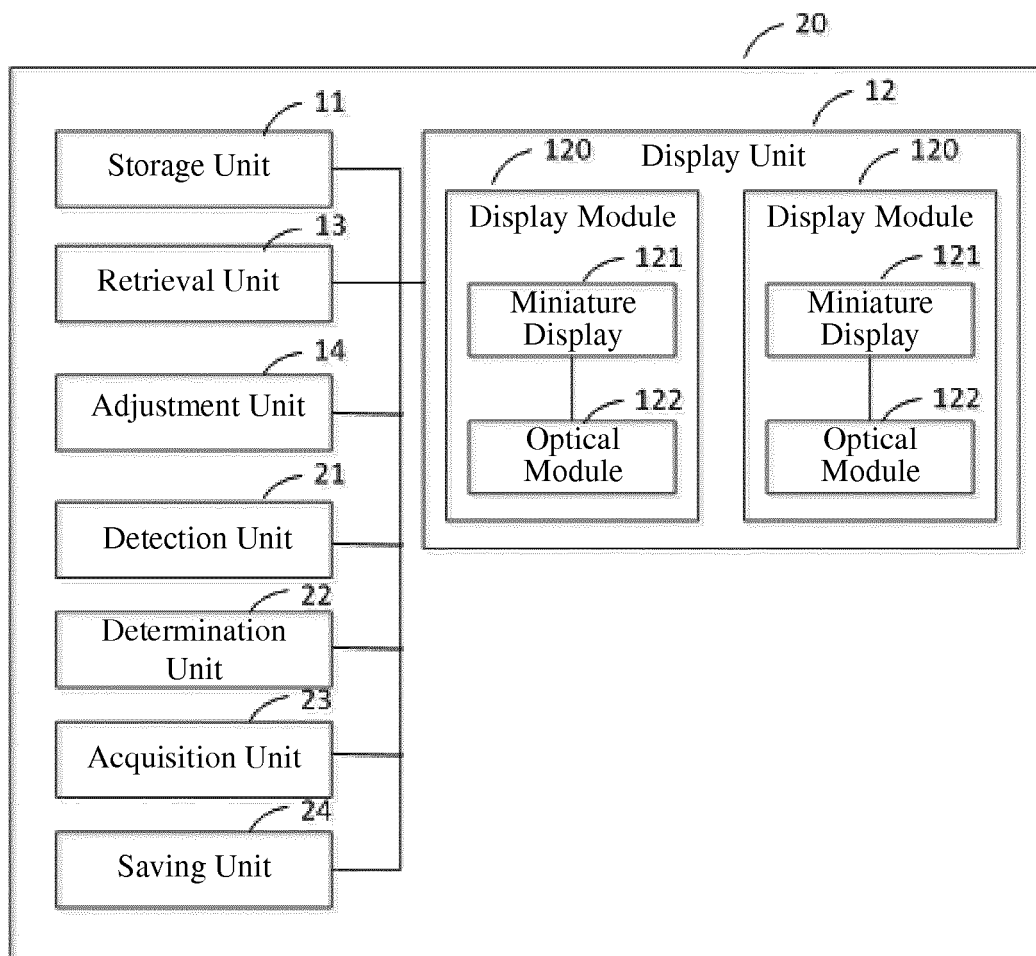 20
11
Storage Unit
13
Retrieval Unit
14
Adjustment Unit
21
Detection Unit
22
Determination
Unit
23
Acquisition Unit
24
Saving Unit
12
Display Unit
120
Display Module
121
Miniature
Display
122
Optical
Module
120
Display Module
121
Miniature
Display
122
Optical
Module